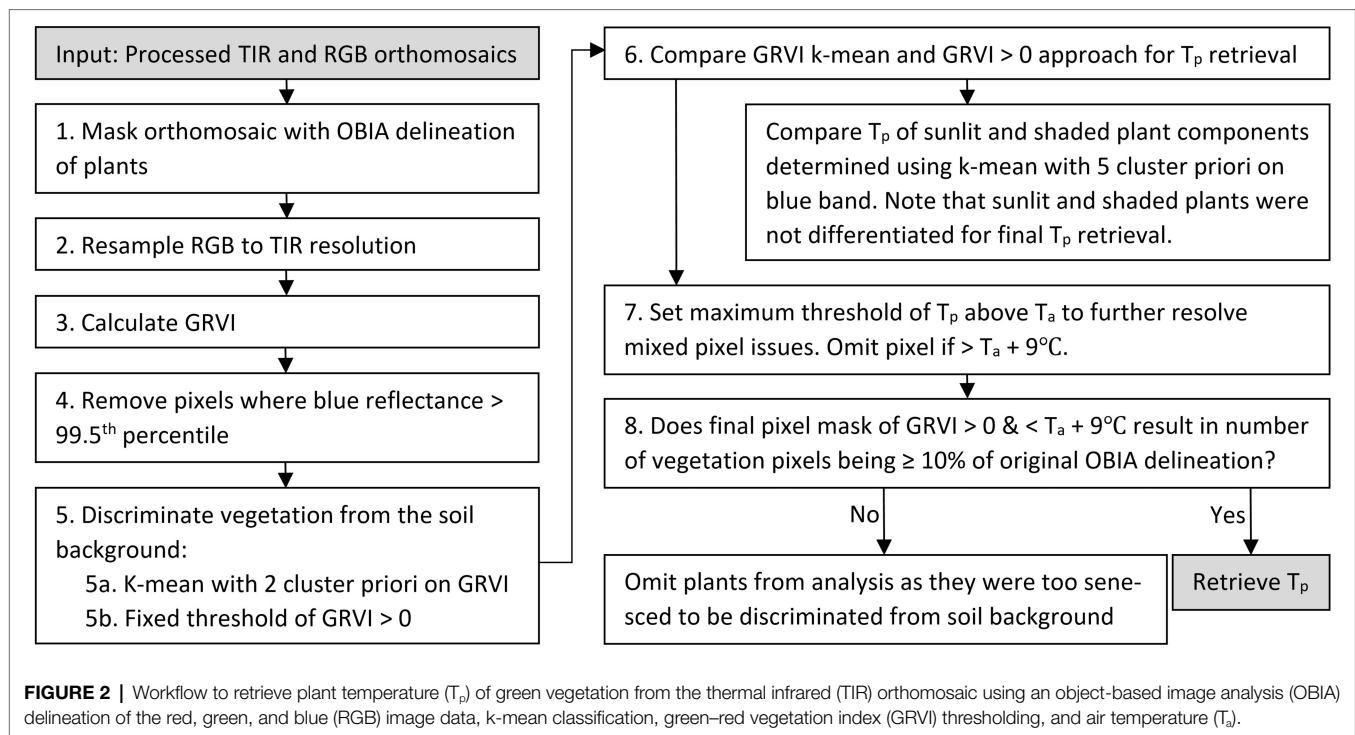 Input: Processed TIR and RGB orthomosaics
1. Mask orthomosaic with OBIA delineation
of plants
2. Resample RGB to TIR resolution
3. Calculate GRVI
4. Remove pixels where blue reflectance >
99.5th percentile
5. Discriminate vegetation from the soil
background:
5a. K-mean with 2 cluster priori on GRVI
5b. Fixed threshold of GRVI > 0
6. Compare GRVI k-mean and GRVI > 0 approach for Tp retrieval
Compare Tp of sunlit and shaded plant components
determined using k-mean with 5 cluster priori on
blue band. Note that sunlit and shaded plants were
not differentiated for final Tp retrieval.
7. Set maximum threshold of Tp above Ta to further resolve
mixed pixel issues. Omit pixel if > Ta + 9°C.
8. Does final pixel mask of GRVI > 0 & < Ta + 9°C result in number
of vegetation pixels being ≥ 10% of original OBIA delineation?
No
Yes
Omit plants from analysis as they were too sene-
sced to be discriminated from soil background
Retrieve Tp
FIGURE 2 | Workflow to retrieve plant temperature (Tp) of green vegetation from the thermal infrared (TIR) orthomosaic using an object-based image analysis (OBIA)
delineation of the red, green, and blue (RGB) image data, k-mean classification, green–red vegetation index (GRVI) thresholding, and air temperature (Ta).